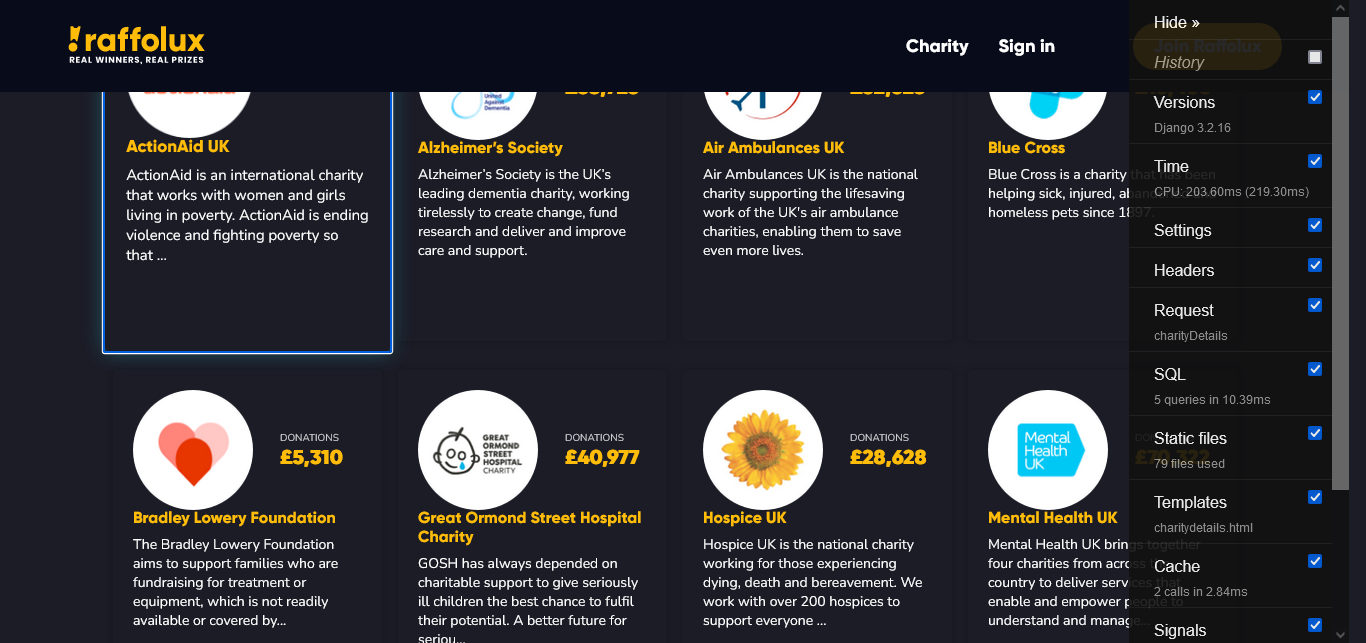 raffolux
REAL WINNERS, REAL PRIZES
Charity
Sign in
Join Raffolux
ActionAid UK
ActionAid is an international charity
that works with women and girls
living in poverty. ActionAid is ending
violence and fighting poverty so
that ...
United
Against
Dementia
Alzheimer’s Society
Alzheimer’s Society is the UK’s
leading dementia charity, working
tirelessly to create change, fund
research and deliver and improve
care and support.
Air Ambulances UK
Air Ambulances UK is the national
charity supporting the lifesaving
work of the UK's air ambulance
charities, enabling them to save
even more lives.
Blue Cross
Blue Cross is a charity that has been
helping sick, injured, abandoned and
homeless pets since 1897.
DONATIONS
£5,310
Bradley Lowery Foundation
The Bradley Lowery Foundation
aims to support families who are
fundraising for treatment or
equipment, which is not readily
available or covered by...
GREAT
ORMOND
STREET
HOSPITAL
CHARITY
DONATIONS
£40,977
Great Ormond Street Hospital
Charity
GOSH has always depended on
charitable support to give seriously
ill children the best chance to fulfil
their potential. A better future for
seriou...
DONATIONS
£28,628
Hospice UK
Hospice UK is the national charity
working for those experiencing
dying, death and bereavement. We
work with over 200 hospices to
support everyone ...
Mental
Health
UK
£70,322
Mental Health UK
Mental Health UK brings together
four charities from across the
country to deliver services that
enable and empower people to
understand and manage...
Hide »
History
Versions
Django 3.2.16
Time
CPU: 203.60ms (219.30ms)
Settings
Headers
Request
charityDetails
SQL
5 queries in 10.39ms
Static files
79 files used
Templates
charitydetails.html
Cache
2 calls in 2.84ms
Signals